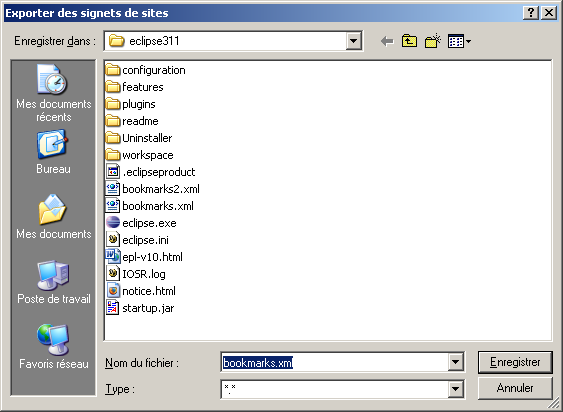 Exporter des signets de sites
Enregistrer dans : eclipse311
Mes documents
récents
Bureau
Mes documents
Poste de travail
Favoris réseau
configuration
features
plugins
readme
Uninstaller
workspace
.eclipseproduct
bookmarks2.xml
bookmarks.xml
eclipse.exe
eclipse.ini
epl-v10.html
IOSR.log
notice.html
startup.jar
Nom du fichier : bookmarks.xml Enregistrer
Type : *.* Annuler